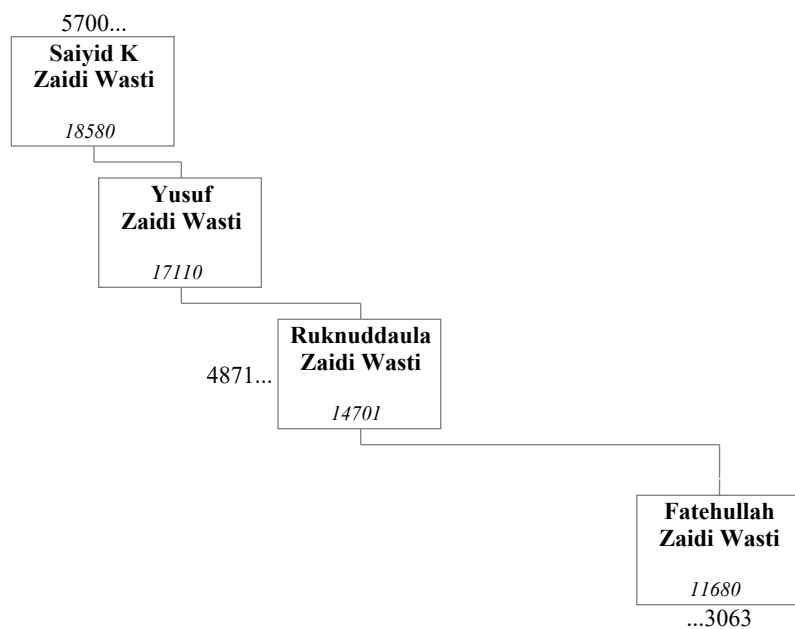 5700...
Saiyid K
Zaidi Wasti
18580
Yusuf
Zaidi Wasti
17110
Ruknuddaula
Zaidi Wasti
4871...
14701
Fatehullah
Zaidi Wasti
11680
...3063